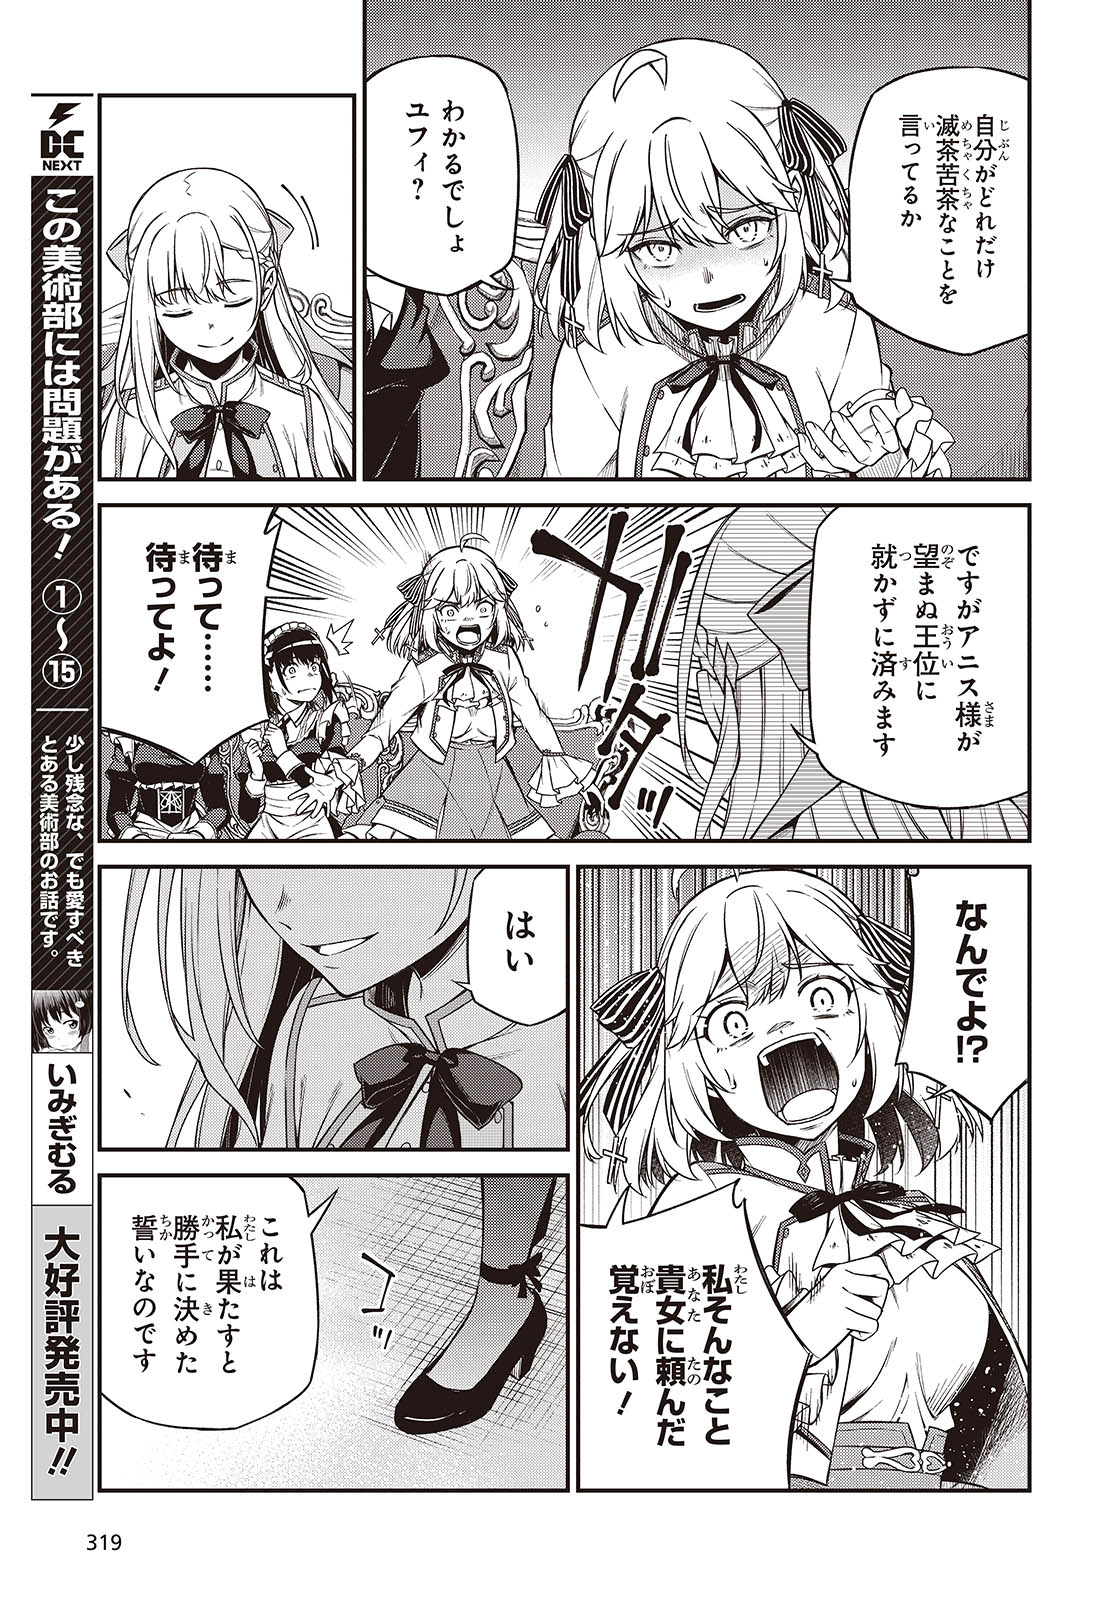 自分がどれだけ
滅茶苦茶なことを
言ってるか
わかるでしょ
ユフィ？
ですがアニス様が
望まぬ王位に
就かずに済みます
ガタッ
待って……
待ってよ！
なんでよ!?
私そんなこと
貴女に頼んだ
覚えない！
はい
これは
私が果たすと
勝手に決めた
誓いなのです
DC
NEXT
この美術部には問題がある！ ①～⑮
少し残念な、でも愛すべき
とある美術部のお話です。
いみぎむる
大好評発売中!!
319